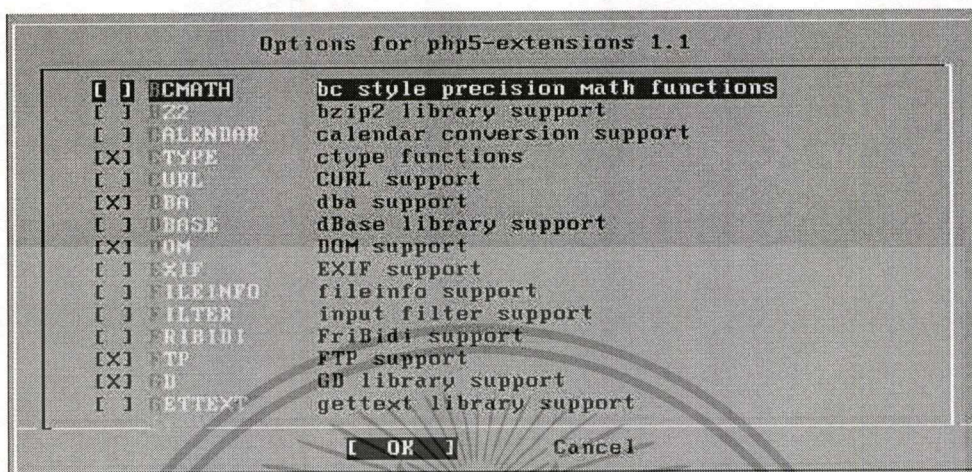 Options for php5-extensions 1.1
[ ] BCMATH bc style precision math functions
[ ] BZ2 bzip2 library support
[ ] CALENDAR calendar conversion support
[X] CTYPE ctype functions
[ ] CURL CURL support
[X] DBA dba support
[ ] DBASE dBase library support
[X] DOM DOM support
[ ] EXIF EXIF support
[ ] FILEINFO fileinfo support
[ ] FILTER input filter support
[ ] FRIBIDI FriBidi support
[X] FTP FTP support
[X] GD GD library support
[ ] GETTEXT gettext library support
[ OK ] Cancel